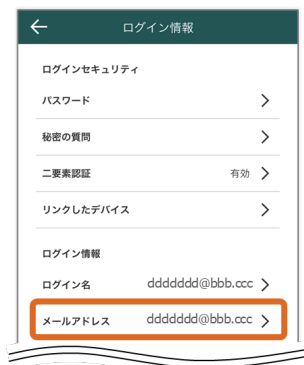 ログイン情報
ログインセキュリティ
パスワード
秘密の質問
二要素認証 有効
リンクしたデバイス
ログイン情報
ログイン名 ddddddd@bbb.ccc
メールアドレス ddddddd@bbb.ccc